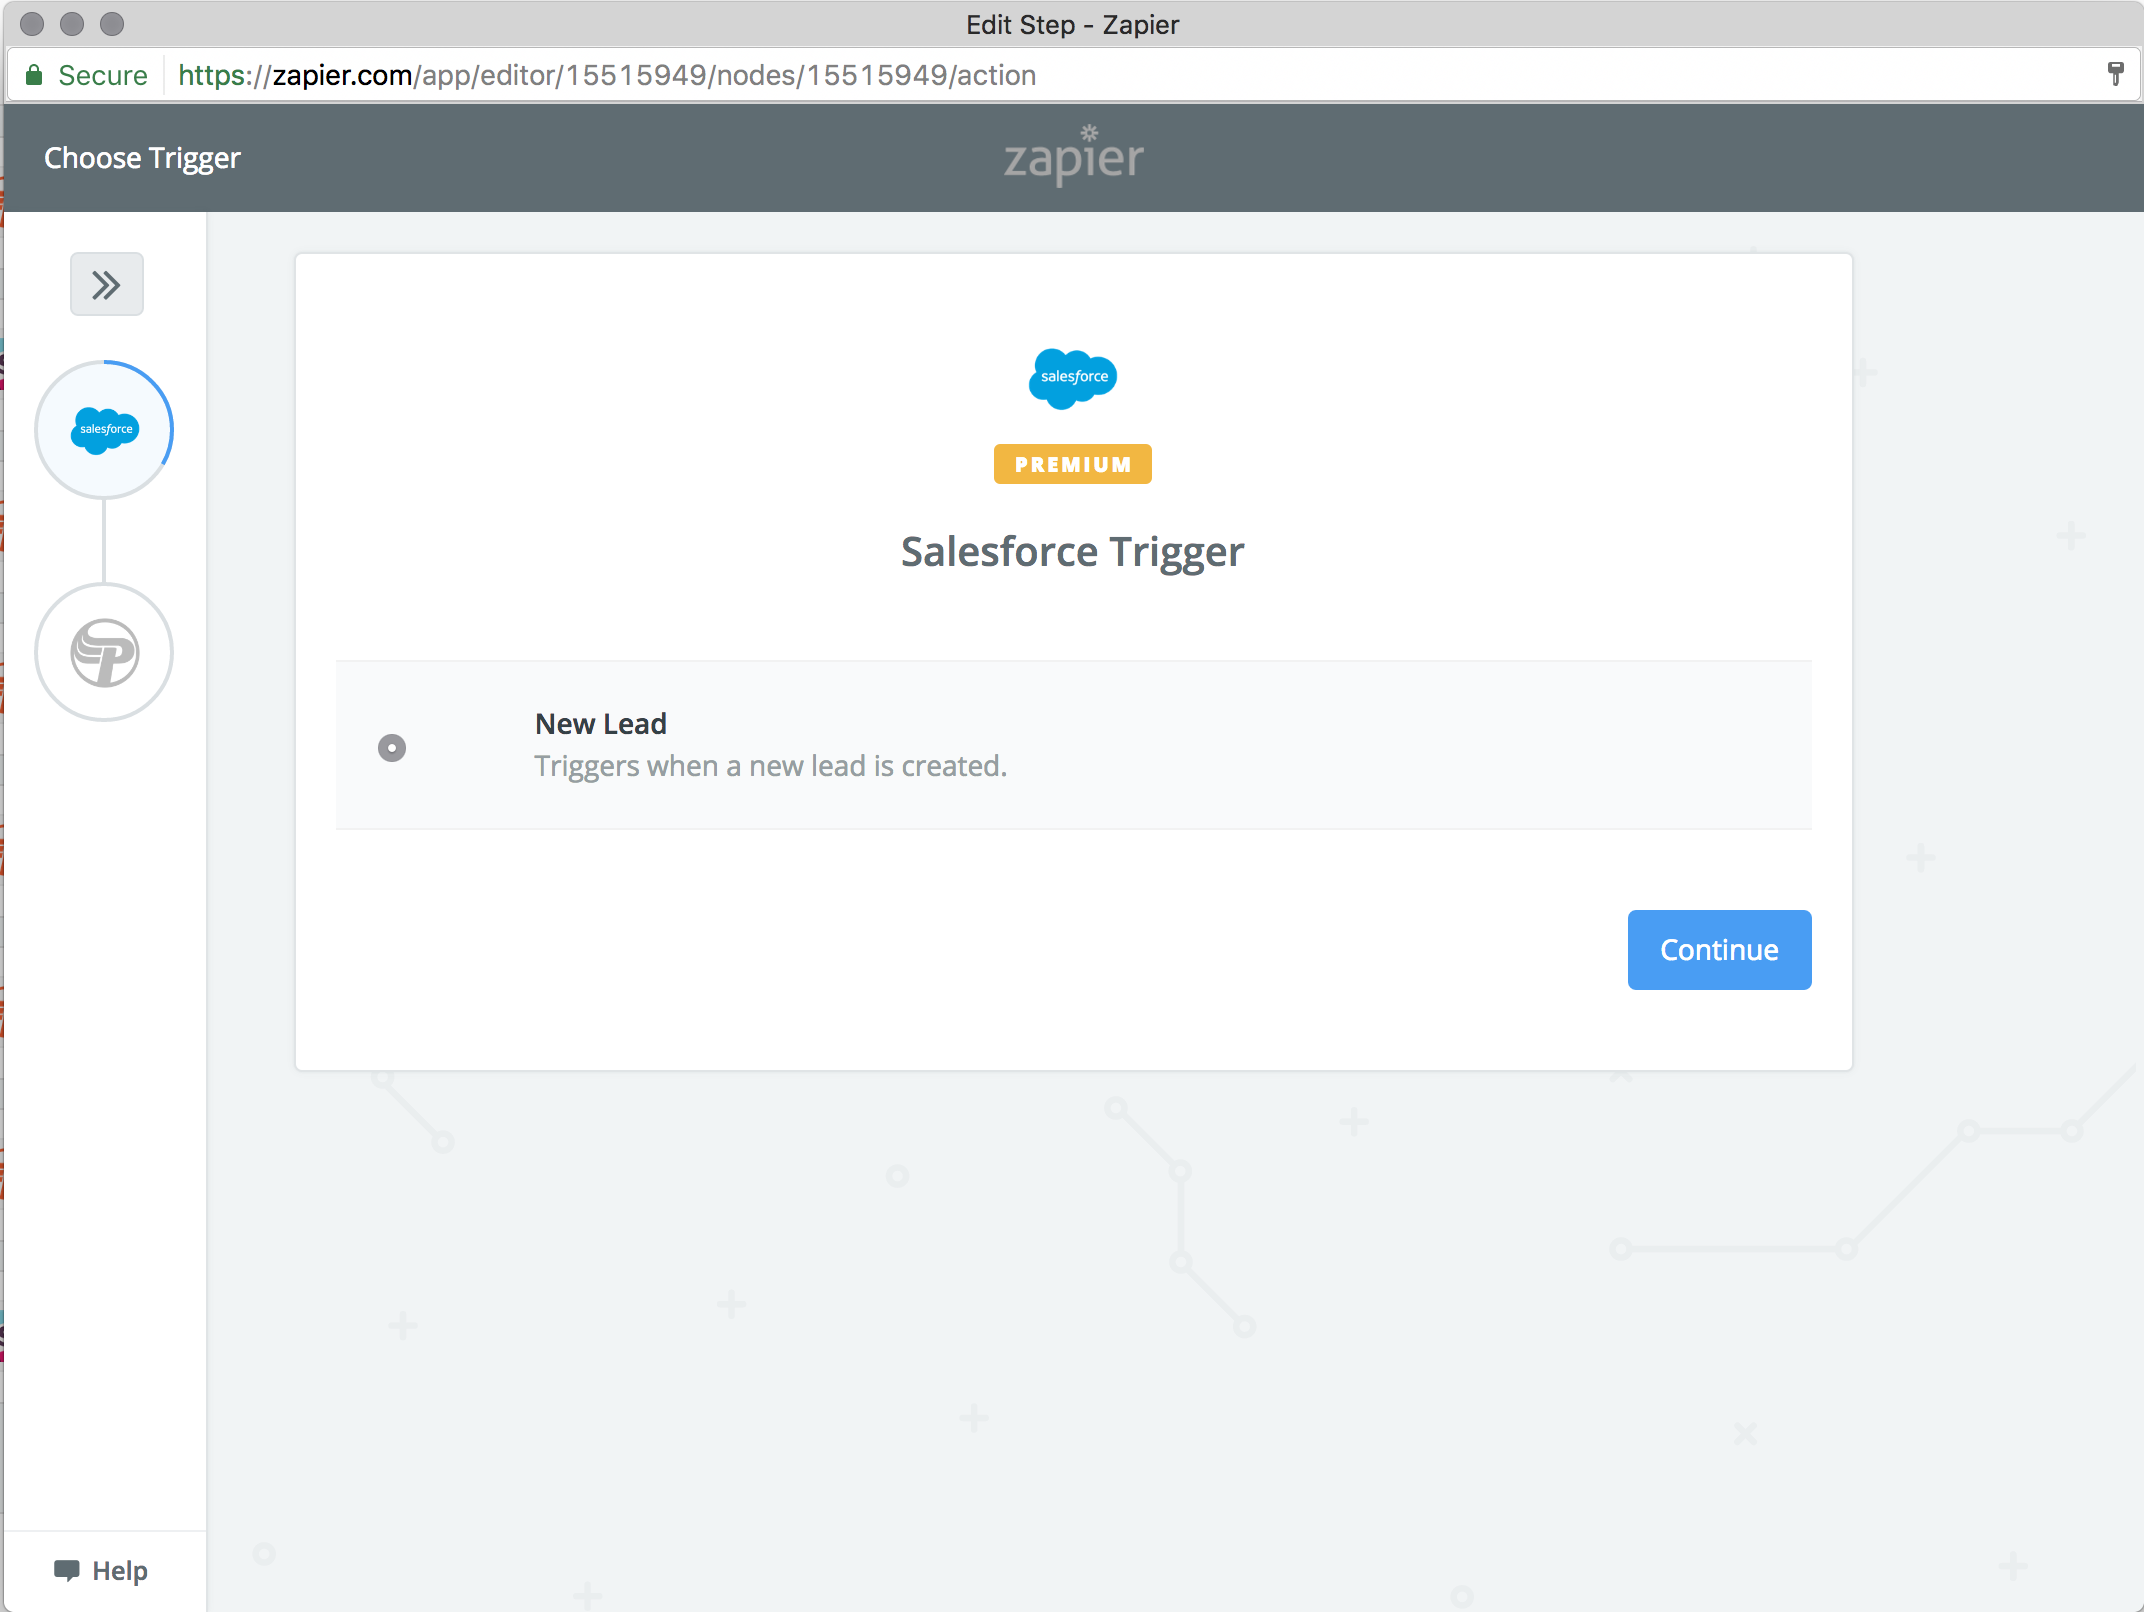 Edit Step - Zapier
Secure https://zapier.com/app/editor/15515949/nodes/15515949/action
Choose Trigger
zapier
salesforce
salesforce
PREMIUM
Salesforce Trigger
New Lead
Triggers when a new lead is created.
Continue
Help